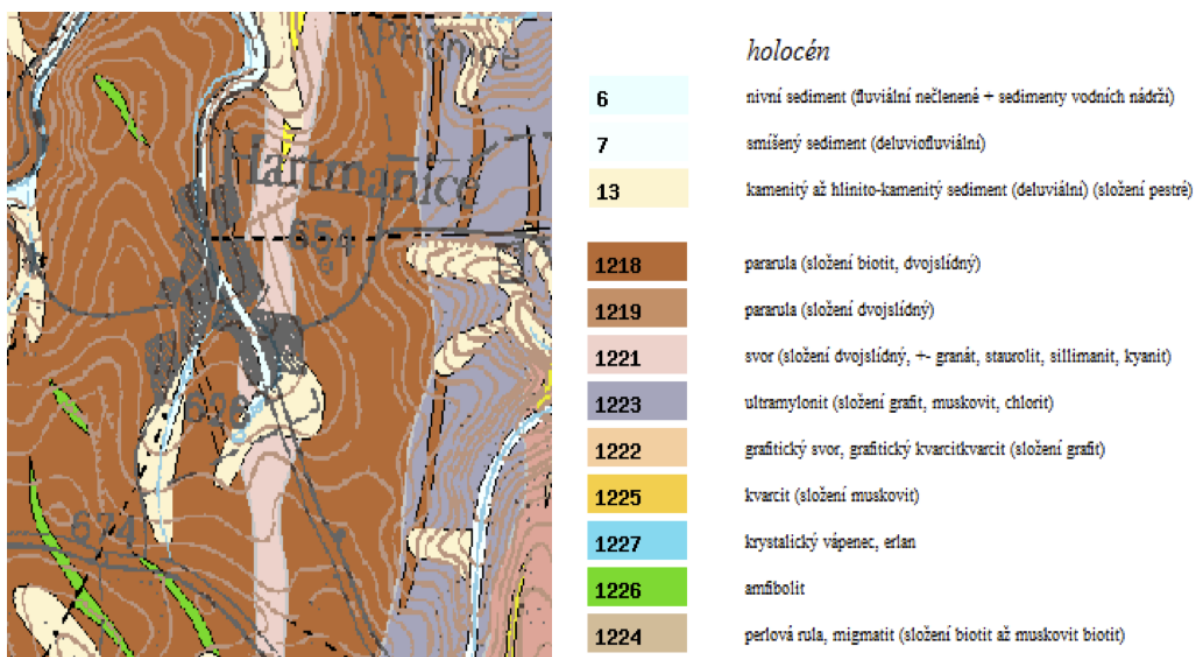 Příčnice
Hartmanice
654
626
674
holocén
6 nivní sediment (fluviální nečlenené + sedimenty vodních nádrží)
7 smíšený sediment (deluviofluviální)
13 kamenitý až hlinito-kamenitý sediment (deluviální) (složení pestré)
1218 pararula (složení biotit, dvojslídný)
1219 pararula (složení dvojslídný)
1221 svor (složení dvojslídný, +- granát, staurolit, sillimanit, kyanit)
1223 ultramylonit (složení grafit, muskovit, chlorit)
1222 grafitický svor, grafitický kvarcitkvarcit (složení grafit)
1225 kvarcit (složení muskovit)
1227 krystalický vápenec, erlan
1226 amfibolit
1224 perlová rula, migmatit (složení biotit až muskovit biotit)